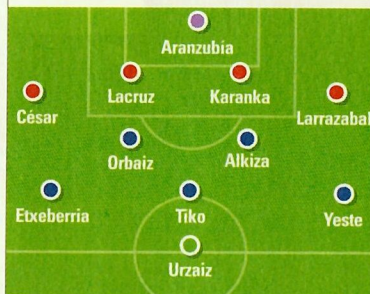 Aranzubia
Lacruz Karanka
César Larrazabal
Orbaiz Alkiza
Etxeberria Tiko Yeste
Urzaiz